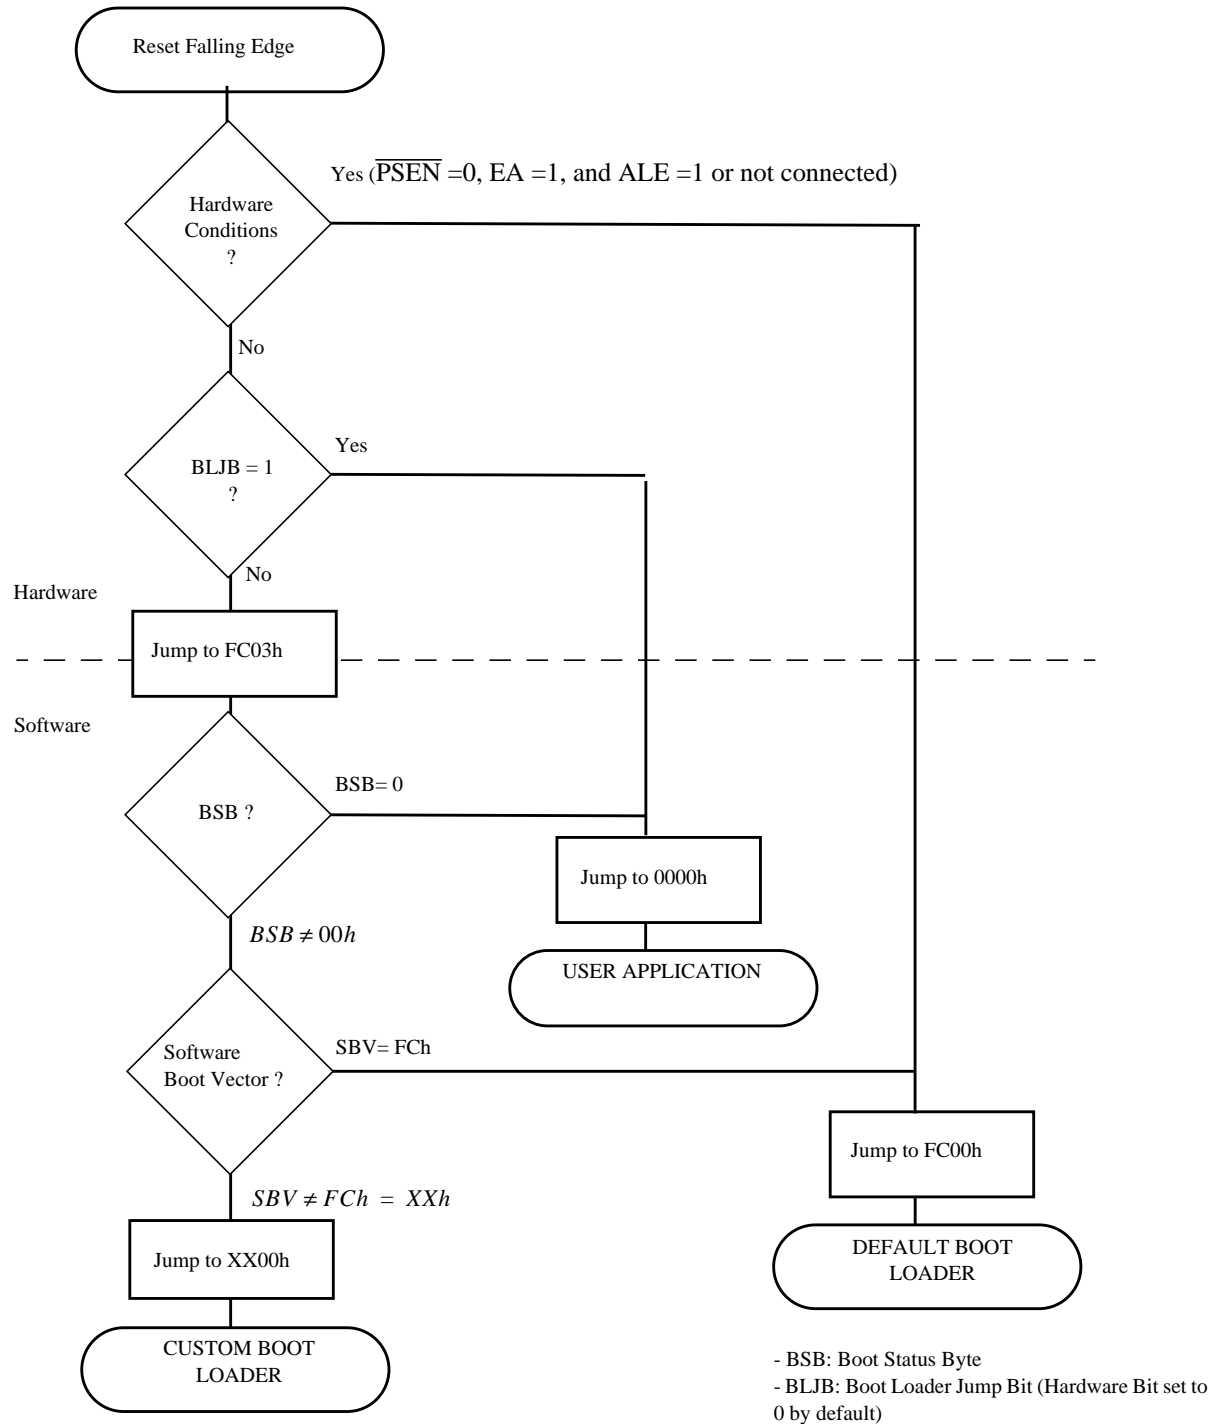 Reset Falling Edge
Yes (P̅S̅E̅N̅ =0, EA =1, and ALE =1 or not connected)
Hardware
Conditions
?
No
Yes
BLJB = 1
?
No
Hardware
Jump to FC03h
Software
BSB= 0
BSB ?
Jump to 0000h
BSB ≠ 00h
USER APPLICATION
SBV= FCh
Software
Boot Vector ?
Jump to FC00h
SBV ≠ FCh = XXh
DEFAULT BOOT
LOADER
Jump to XX00h
CUSTOM BOOT
LOADER
- BSB: Boot Status Byte
- BLJB: Boot Loader Jump Bit (Hardware Bit set to
0 by default)